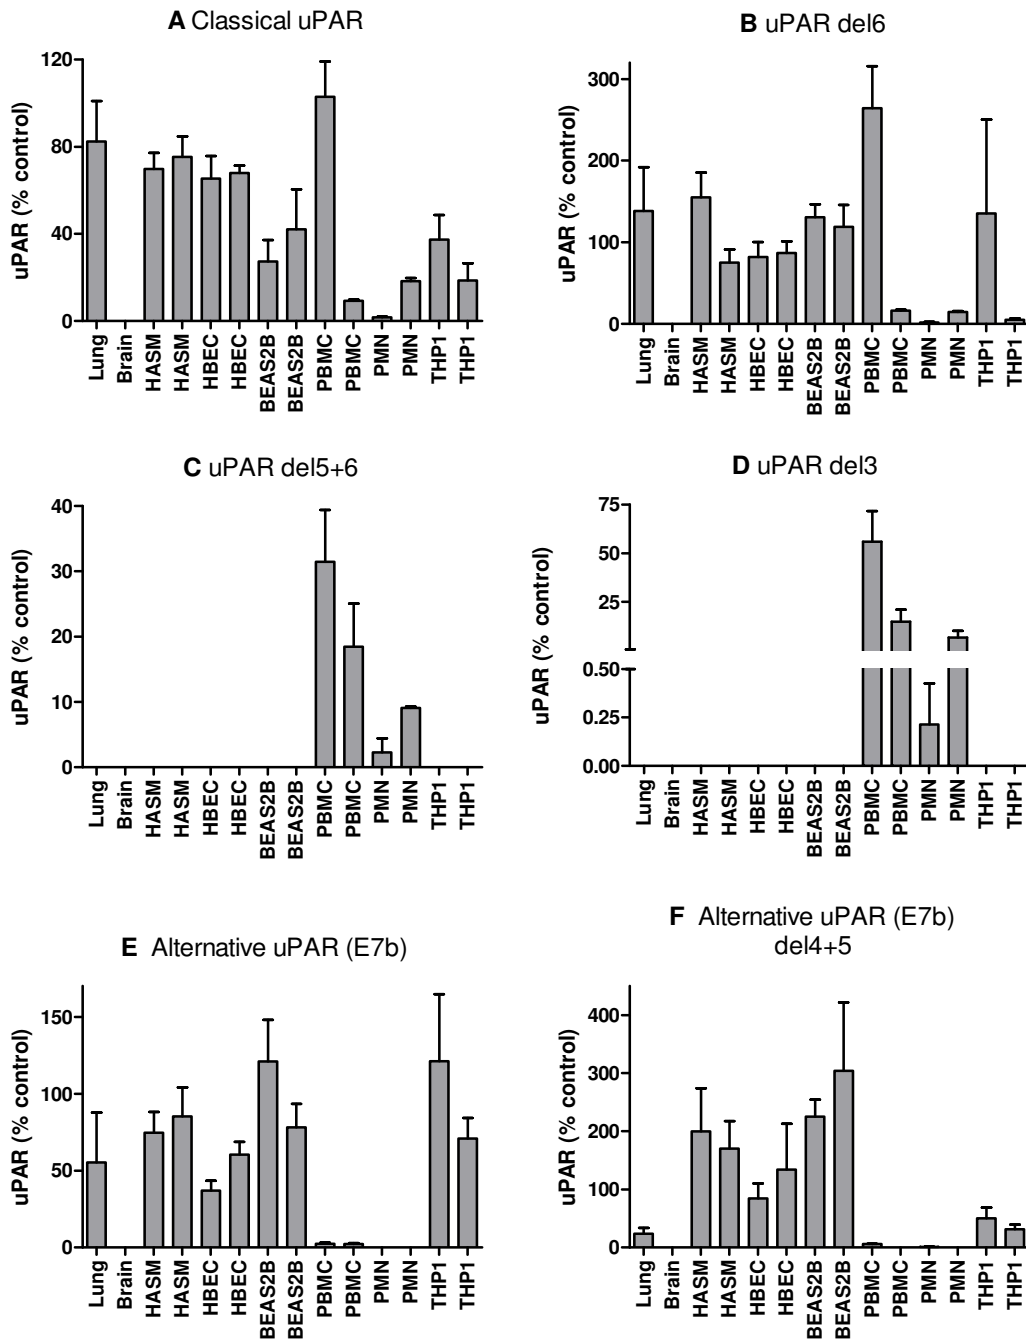 A Classical uPAR
uPAR (% control)
120
80
40
0
Lung
Brain
HASM
HASM
HBEC
HBEC
BEAS2B
BEAS2B
PBMC
PBMC
PMN
PMN
THP1
THP1
B uPAR del6
uPAR (% control)
300
200
100
0
Lung
Brain
HASM
HASM
HBEC
HBEC
BEAS2B
BEAS2B
PBMC
PBMC
PMN
PMN
THP1
THP1
C uPAR del5+6
uPAR (% control)
40
30
20
10
0
Lung
Brain
HASM
HASM
HBEC
HBEC
BEAS2B
BEAS2B
PBMC
PBMC
PMN
PMN
THP1
THP1
D uPAR del3
uPAR (% control)
75
50
25
0.50
0.25
0.00
Lung
Brain
HASM
HASM
HBEC
HBEC
BEAS2B
BEAS2B
PBMC
PBMC
PMN
PMN
THP1
THP1
E Alternative uPAR (E7b)
uPAR (% control)
150
100
50
0
Lung
Brain
HASM
HASM
HBEC
HBEC
BEAS2B
BEAS2B
PBMC
PBMC
PMN
PMN
THP1
THP1
F Alternative uPAR (E7b)
del4+5
uPAR (% control)
400
300
200
100
0
Lung
Brain
HASM
HASM
HBEC
HBEC
BEAS2B
BEAS2B
PBMC
PBMC
PMN
PMN
THP1
THP1